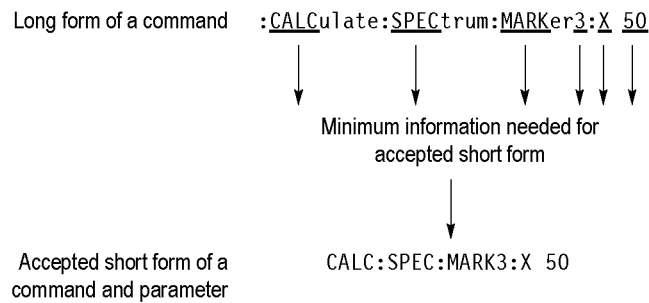 Long form of a command :CALCulate:SPECtrum:MARKer3:X 50
Minimum information needed for
accepted short form
Accepted short form of a CALC:SPEC:MARK3:X 50
command and parameter